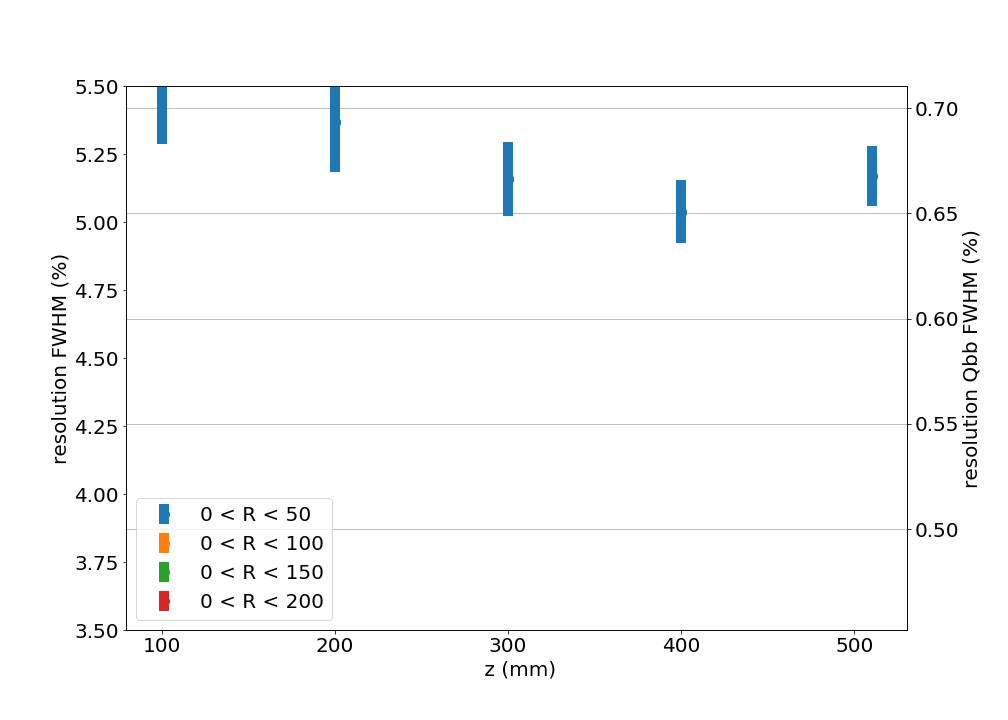 5.50
5.25
5.00
4.75
4.50
4.25
4.00
3.75
3.50
resolution FWHM (%)
0.70
0.65
0.60
0.55
0.50
resolution Qbb FWHM (%)
0 < R < 50
0 < R < 100
0 < R < 150
0 < R < 200
100 200 300 400 500
z (mm)